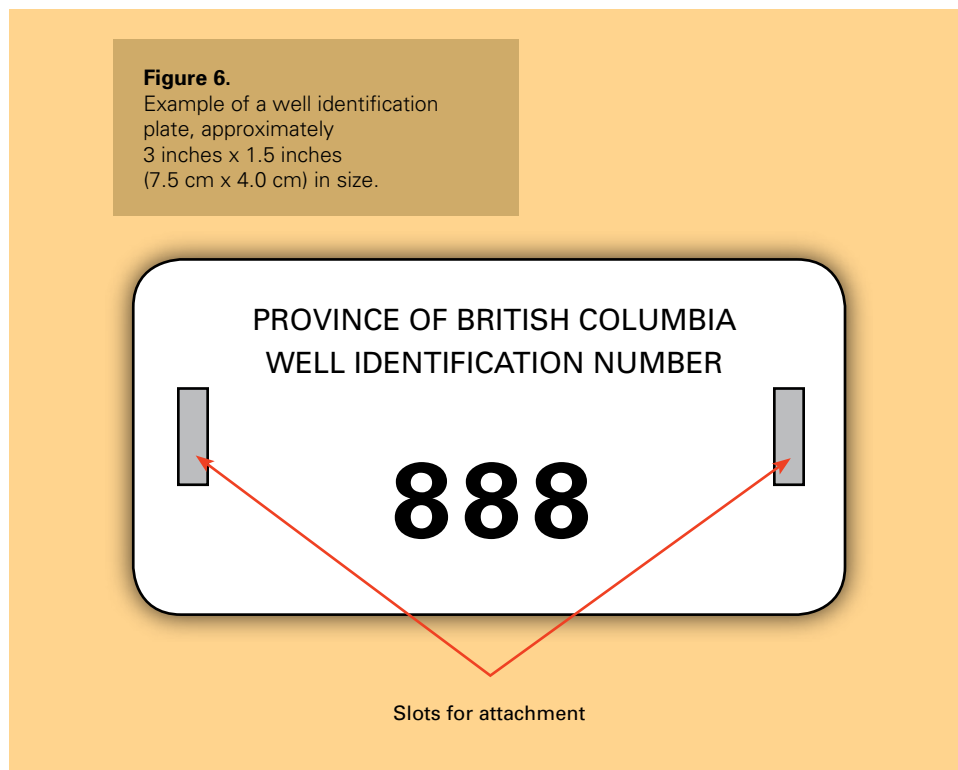 Figure 6.
Example of a well identification
plate, approximately
3 inches x 1.5 inches
(7.5 cm x 4.0 cm) in size.
PROVINCE OF BRITISH COLUMBIA
WELL IDENTIFICATION NUMBER
888
Slots for attachment